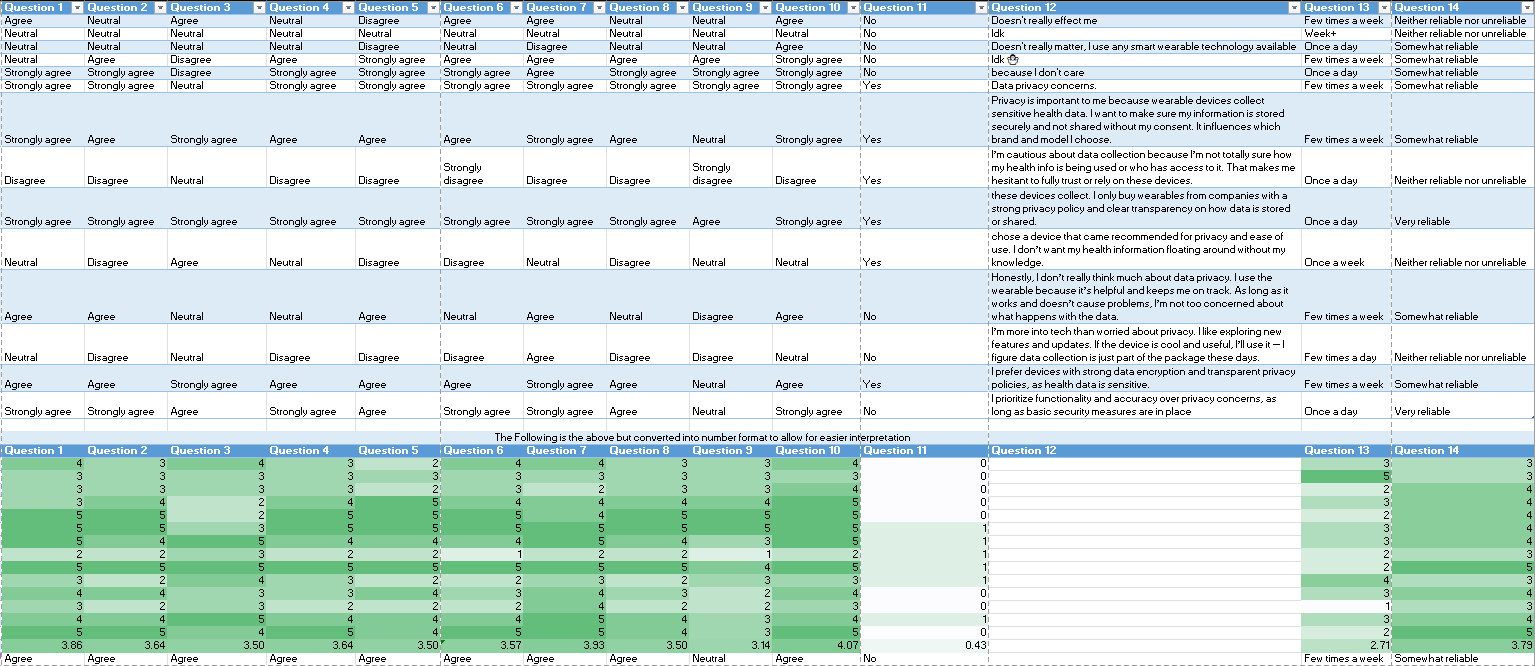 Question 1 Question 2 Question 3 Question 4 Question 5 Question 6 Question 7 Question 8 Question 9 Question 10 Question 11 Question 12 Question 13 Question 14
Agree Neutral Agree Neutral Disagree Agree Agree Neutral Neutral Agree No Doesn't really effect me Few times a week Neither reliable nor unreliable
Neutral Neutral Neutral Neutral Neutral Neutral Neutral Neutral Neutral Neutral No Idk Week+ Neither reliable nor unreliable
Neutral Neutral Neutral Neutral Disagree Neutral Disagree Neutral Neutral Agree No Doesn't really matter, I use any smart wearable technology available Once a day Somewhat reliable
Neutral Agree Disagree Agree Strongly agree Agree Agree Agree Agree Strongly agree No Idk Few times a week Somewhat reliable
Strongly agree Strongly agree Disagree Strongly agree Strongly agree Strongly agree Agree Strongly agree Strongly agree Strongly agree No because I don't care Once a day Somewhat reliable
Strongly agree Strongly agree Neutral Strongly agree Strongly agree Strongly agree Strongly agree Strongly agree Strongly agree Strongly agree Yes Data privacy concerns. Few times a week Somewhat reliable
Privacy is important to me because wearable devices collect
sensitive health data. I want to make sure my information is stored
securely and not shared without my consent. It influences which
Strongly agree Agree Strongly agree Agree Agree Agree Strongly agree Agree Neutral Strongly agree Yes brand and model I choose. Few times a week Somewhat reliable
I'm cautious about data collection because I'm not totally sure how
Strongly Strongly my health info is being used or who has access to it. That makes me
Disagree Disagree Neutral Disagree Disagree disagree Disagree Disagree disagree Disagree Yes hesitant to fully trust or rely on these devices. Once a day Neither reliable nor unreliable
these devices collect. I only buy wearables from companies with a
strong privacy policy and clear transparency on how data is stored
Strongly agree Strongly agree Strongly agree Strongly agree Strongly agree Strongly agree Strongly agree Strongly agree Agree Strongly agree Yes or shared. Once a day Very reliable
chose a device that came recommended for privacy and ease of
use. I don't want my health information floating around without my
Neutral Disagree Agree Neutral Disagree Disagree Neutral Disagree Neutral Neutral Yes knowledge. Once a week Neither reliable nor unreliable
Honestly, I don't really think much about data privacy. I use the
wearable because it's helpful and keeps me on track. As long as it
works and doesn't cause problems, I'm not too concerned about
Agree Agree Neutral Neutral Agree Neutral Agree Neutral Disagree Agree No what happens with the data. Few times a week Somewhat reliable
I'm more into tech than worried about privacy. I like exploring new
features and updates. If the device is cool and useful, I'll use it — I
Neutral Disagree Neutral Disagree Disagree Disagree Agree Disagree Disagree Neutral No figure data collection is just part of the package these days. Few times a day Neither reliable nor unreliable
I prefer devices with strong data encryption and transparent privacy
Agree Agree Strongly agree Agree Agree Agree Strongly agree Agree Neutral Agree Yes policies, as health data is sensitive. Few times a week Somewhat reliable
I prioritize functionality and accuracy over privacy concerns, as
Strongly agree Strongly agree Agree Strongly agree Agree Strongly agree Strongly agree Agree Neutral Strongly agree No long as basic security measures are in place Once a day Very reliable
The Following is the above but converted into number format to allow for easier interpretation
Question 1 Question 2 Question 3 Question 4 Question 5 Question 6 Question 7 Question 8 Question 9 Question 10 Question 11 Question 12 Question 13 Question 14
4 3 4 3 2 4 4 3 3 4 0 3 3
3 3 3 3 3 3 3 3 3 3 0 5 3
3 3 3 3 2 3 2 3 3 4 0 2 4
3 4 2 4 5 4 4 4 4 5 0 3 4
5 5 2 5 5 5 4 5 5 5 0 2 4
5 5 3 5 5 5 5 5 5 5 1 3 4
5 4 5 4 4 4 5 4 3 5 1 3 4
2 2 3 2 2 1 2 2 1 2 1 2 3
5 5 5 5 5 5 5 5 4 5 1 2 5
3 2 4 3 2 2 3 2 3 3 1 4 3
4 4 3 3 4 3 4 3 2 4 0 3 4
3 2 3 2 2 2 4 2 2 3 0 1 3
4 4 5 4 4 4 5 4 3 4 1 3 4
5 5 4 5 4 5 5 4 3 5 0 2 5
3.86 3.64 3.50 3.64 3.50 3.57 3.93 3.50 3.14 4.07 0.43 2.71 3.79
Agree Agree Agree Agree Agree Agree Agree Agree Neutral Agree No Few times a week Somewhat reliable